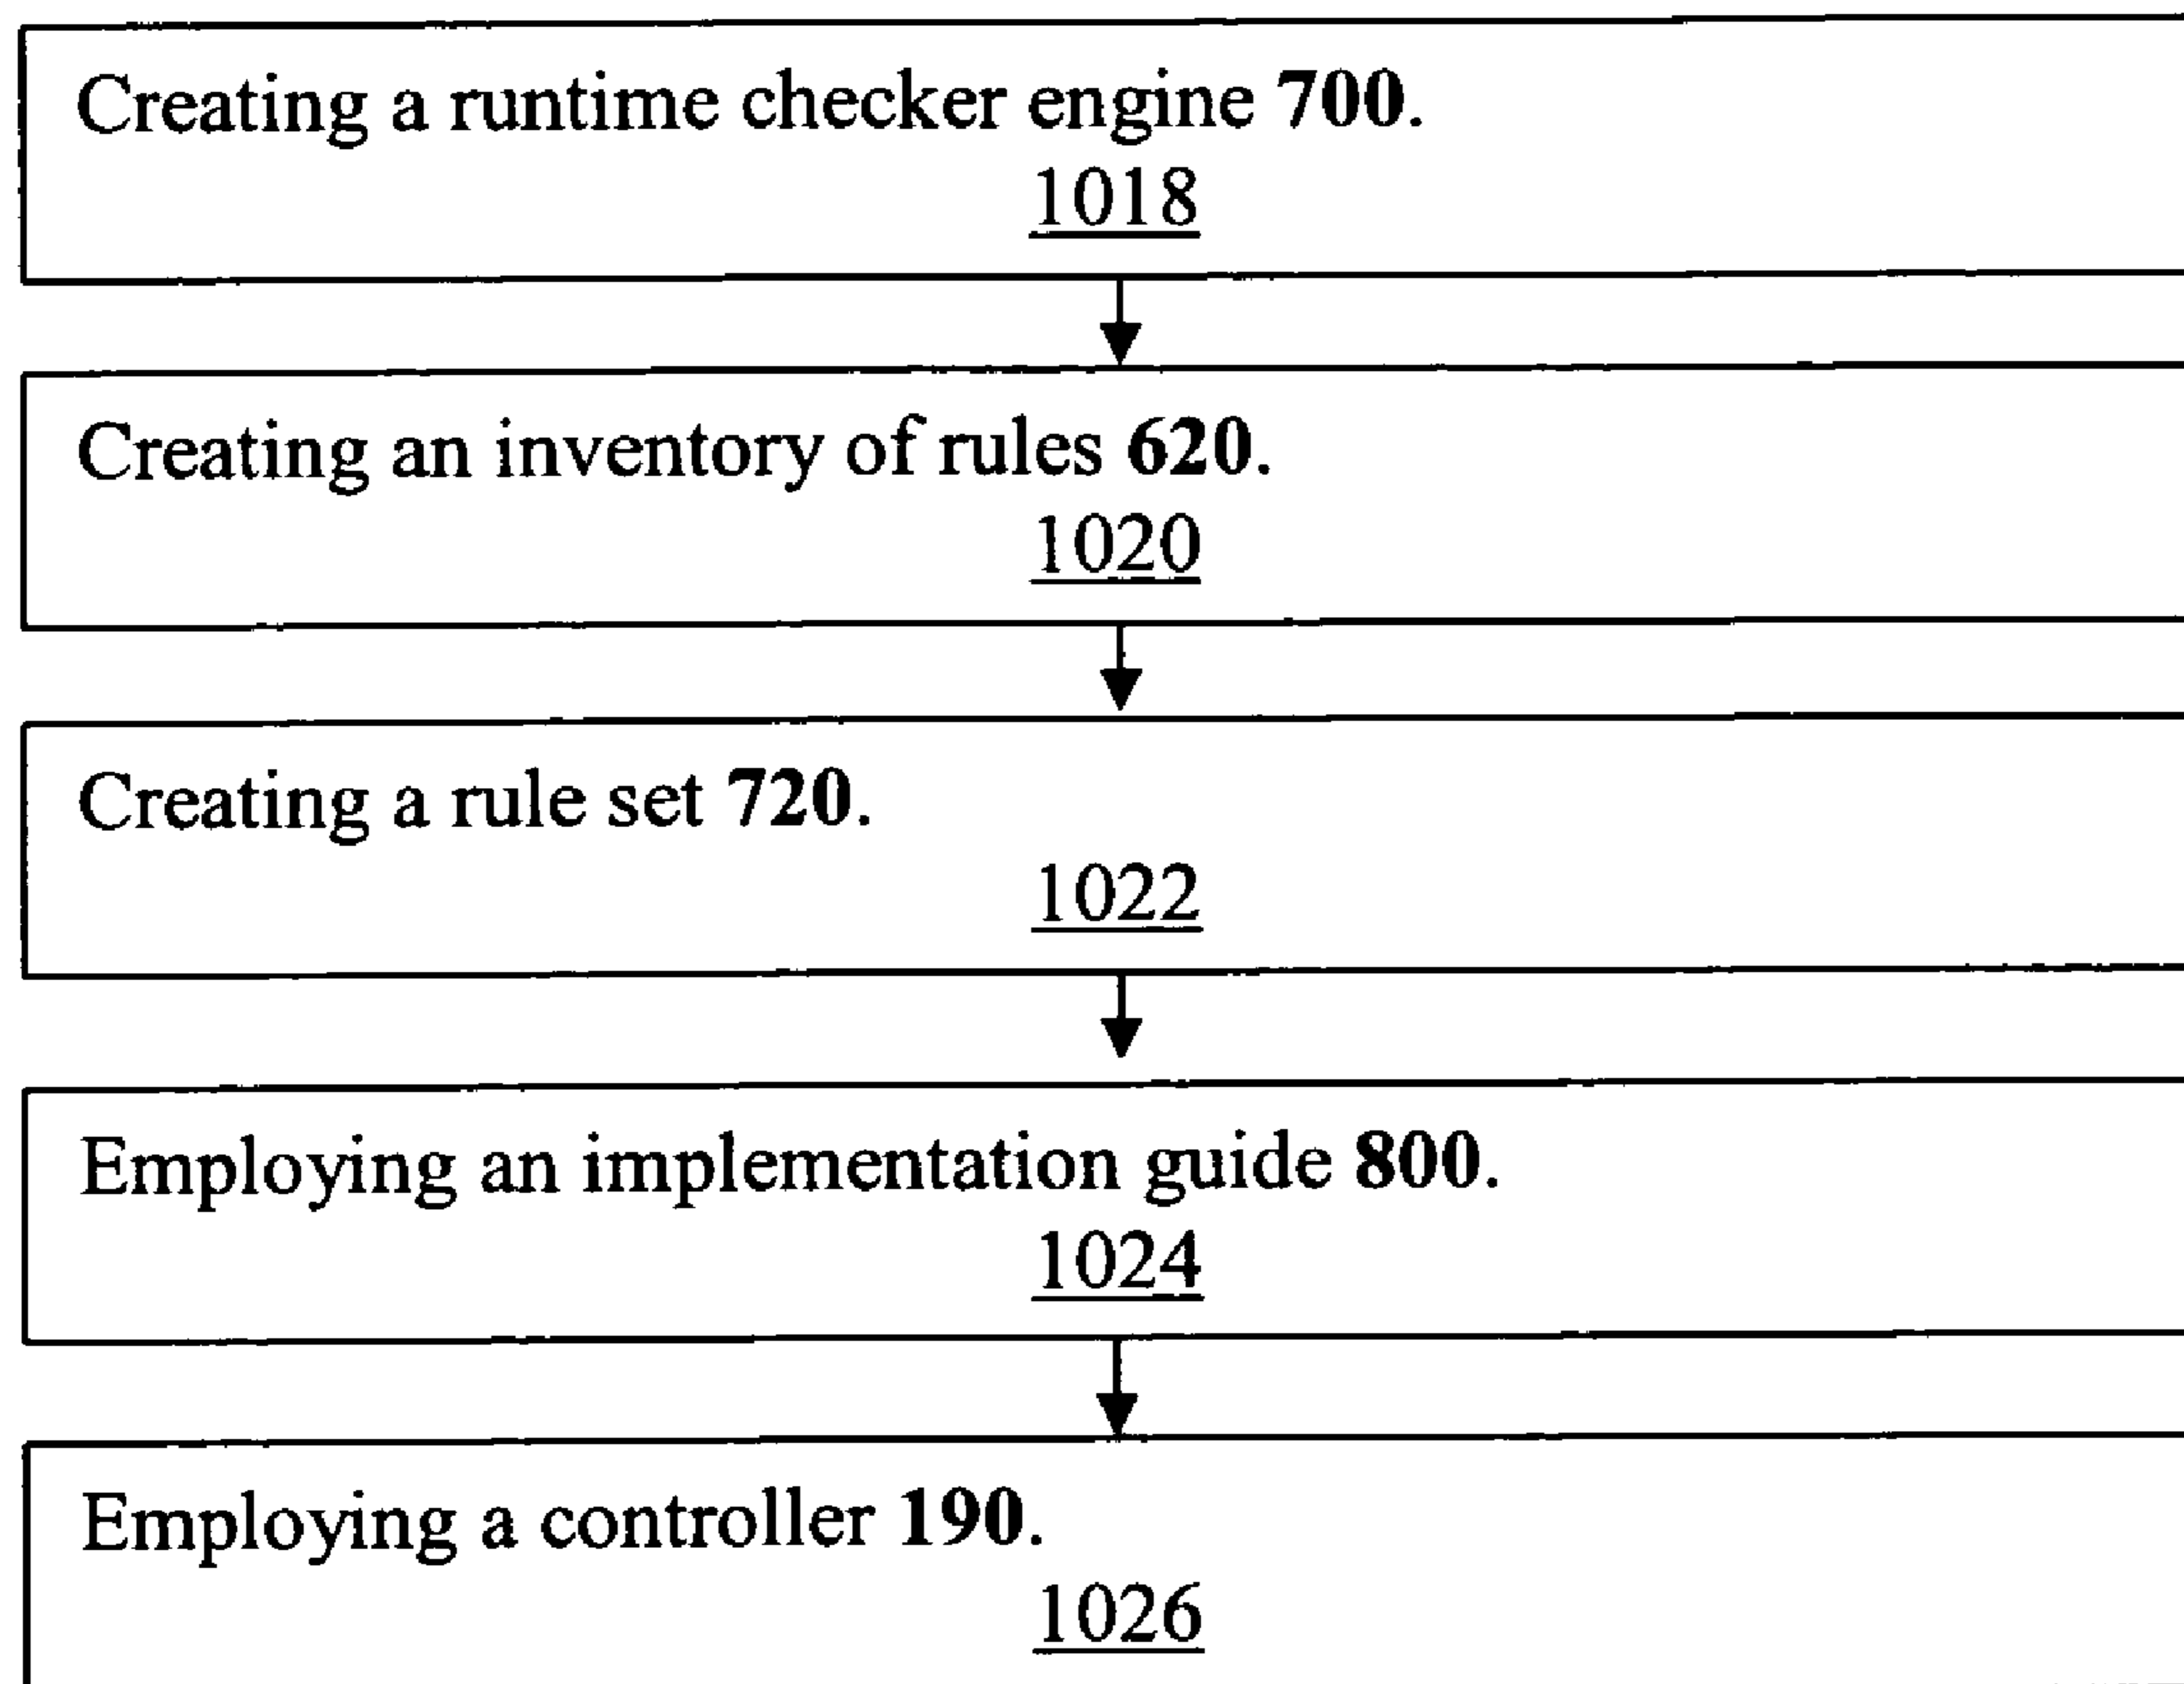 Creating a runtime checker engine 700.
1018
Creating an inventory of rules 620.
1020
Creating a rule set 720.
1022
Employing an implementation guide 800.
1024
Employing a controller 190.
1026